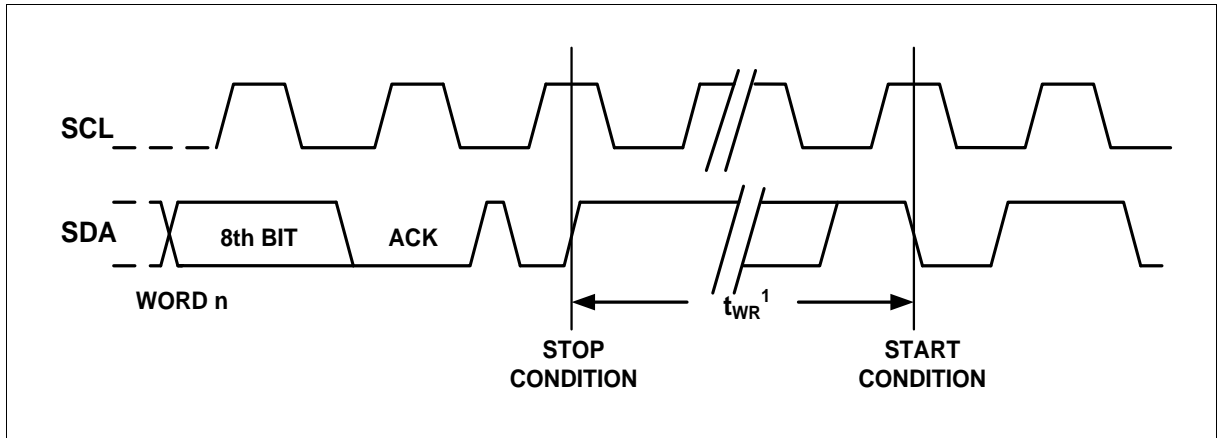 SCL
SDA
8th BIT
ACK
WORD n
tWR1
STOP
CONDITION
START
CONDITION